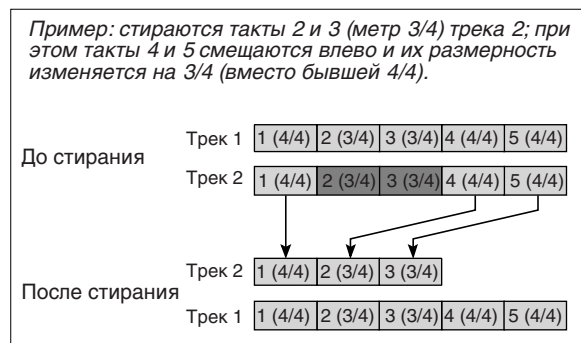 Пример: стираются такты 2 и 3 (метр 3/4) трека 2; при
этом такты 4 и 5 смещаются влево и их размерность
изменяется на 3/4 (вместо бывшей 4/4).
До стирания
Трек 1 1 (4/4) 2 (3/4) 3 (3/4) 4 (4/4) 5 (4/4)
Трек 2 1 (4/4) 2 (3/4) 3 (3/4) 4 (4/4) 5 (4/4)
После стирания
Трек 2 1 (4/4) 2 (3/4) 3 (3/4)
Трек 1 1 (4/4) 2 (3/4) 3 (3/4) 4 (4/4) 5 (4/4)